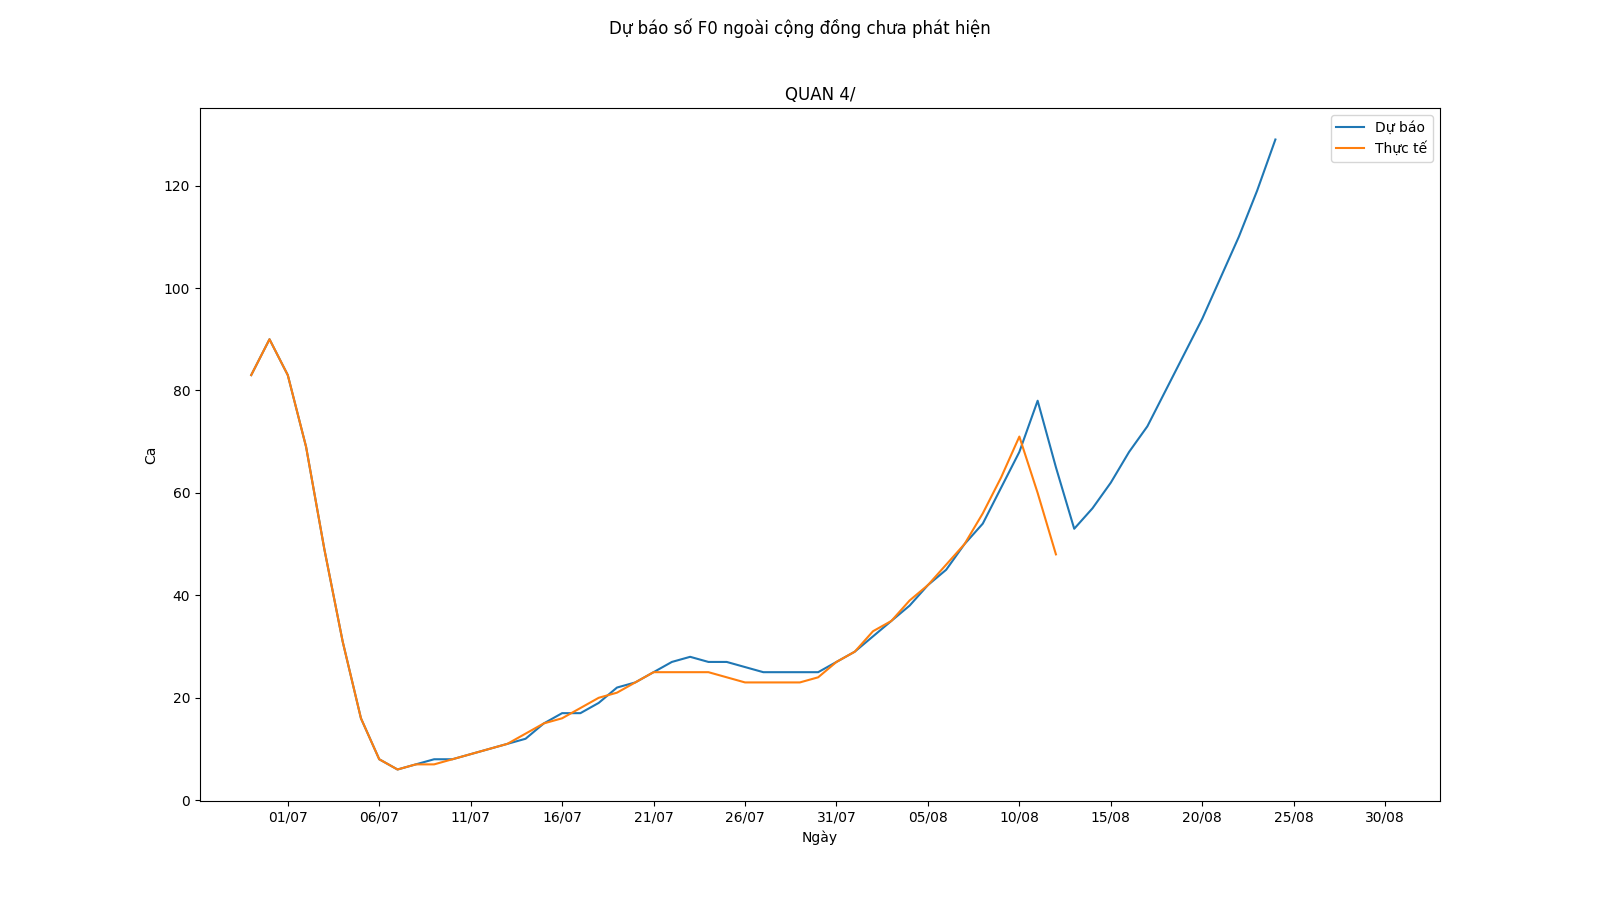 Dự báo số F0 ngoài cộng đồng chưa phát hiện
QUAN 4/
Dự báo
Thực tế
Ca
120
100
80
60
40
20
0
01/07 06/07 11/07 16/07 21/07 26/07 31/07 05/08 10/08 15/08 20/08 25/08 30/08
Ngày